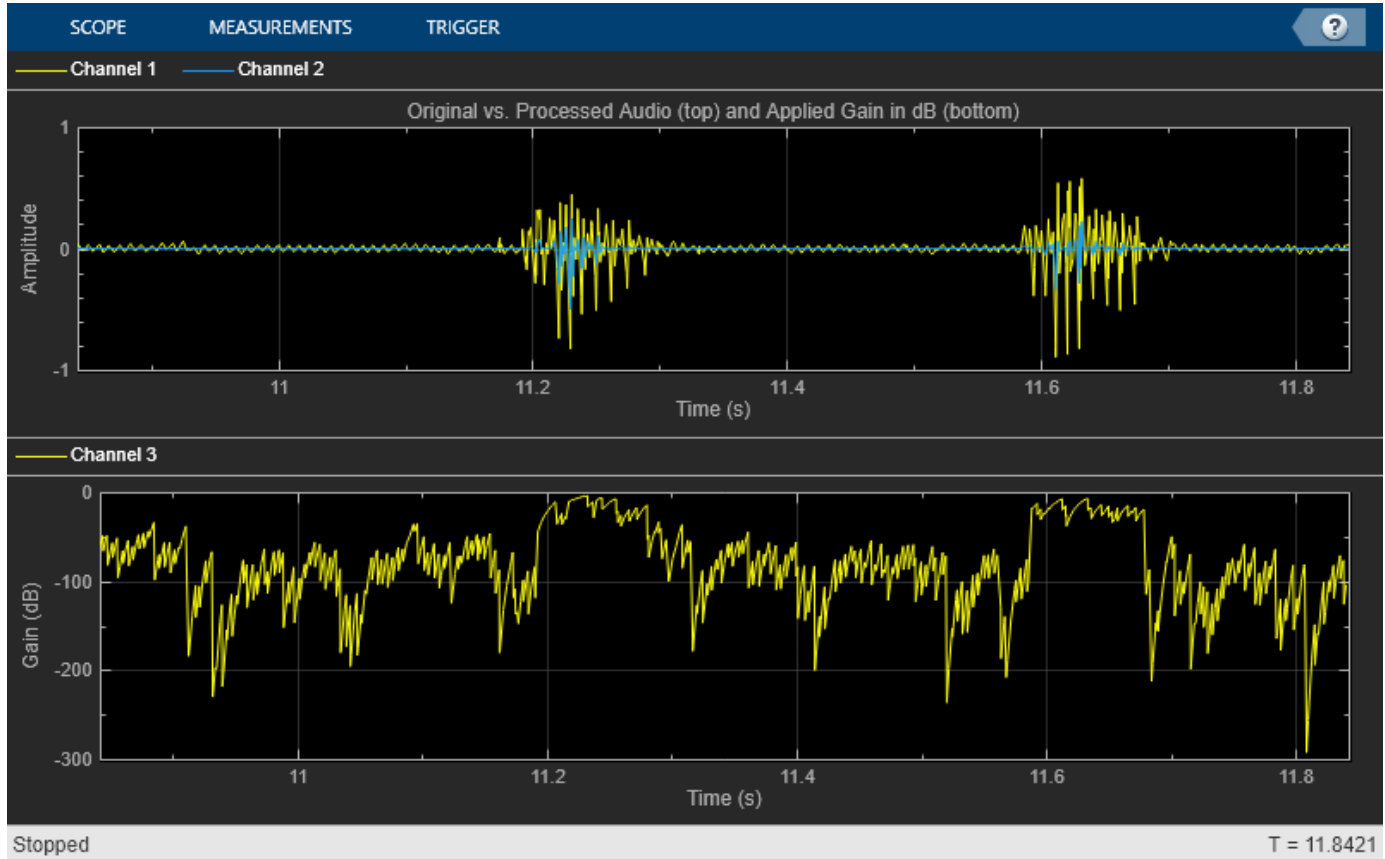 SCOPE MEASUREMENTS TRIGGER ?
Channel 1 Channel 2
Original vs. Processed Audio (top) and Applied Gain in dB (bottom)
1
0
-1
Amplitude
11 11.2 11.4 11.6 11.8
Time (s)
Channel 3
0
-100
-200
-300
Gain (dB)
11 11.2 11.4 11.6 11.8
Time (s)
Stopped T = 11.8421